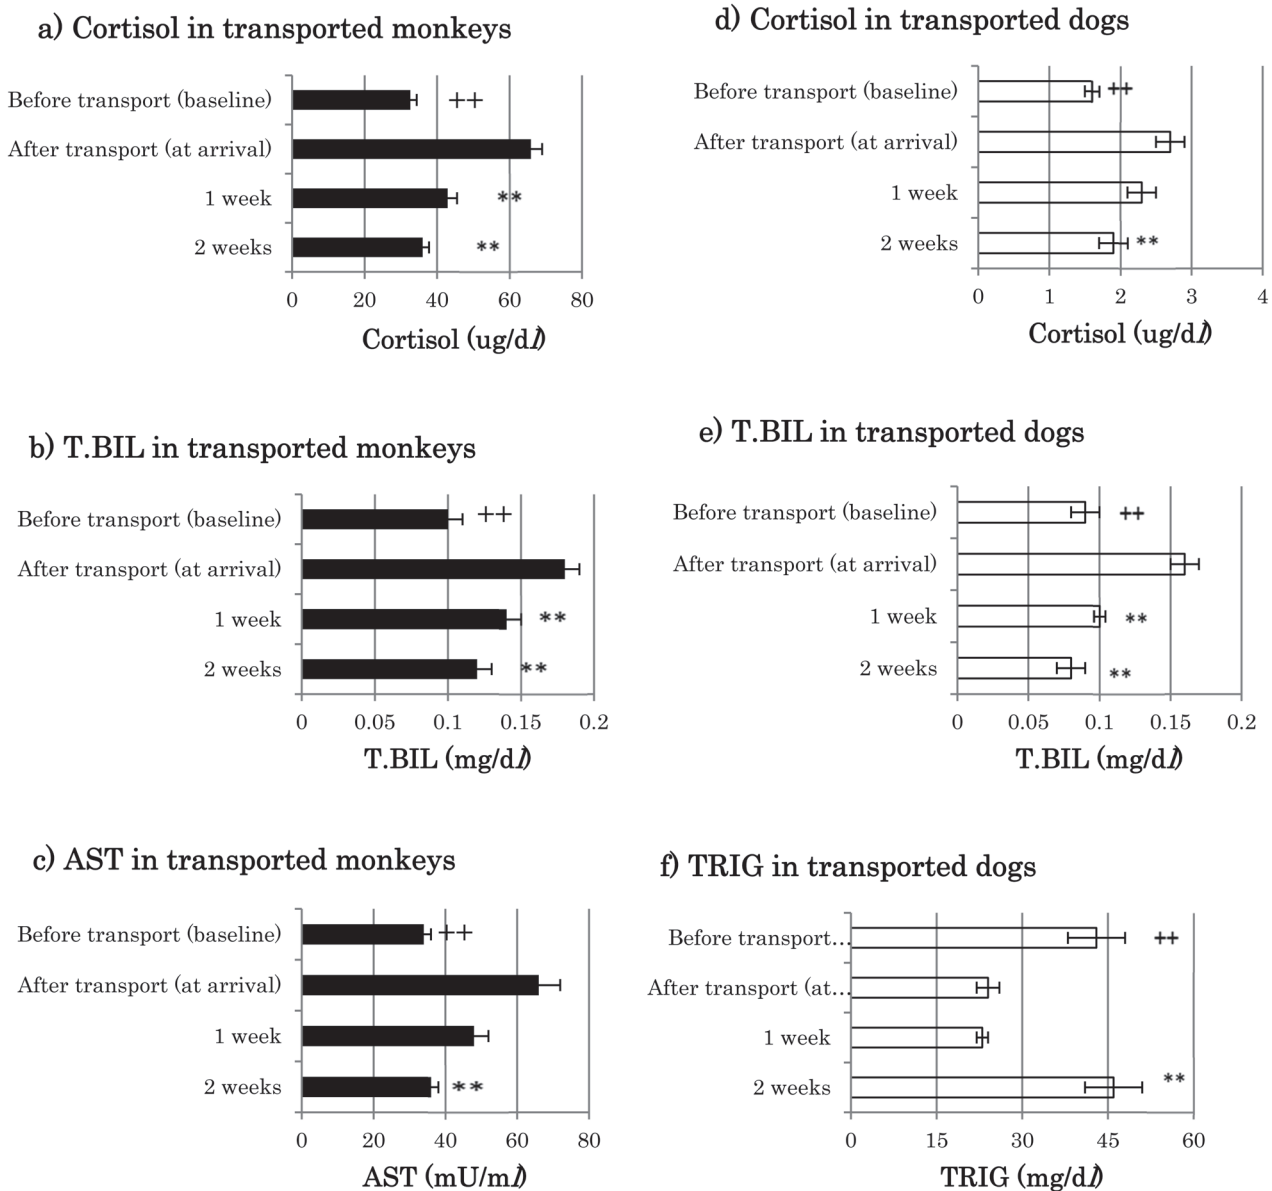 a) Cortisol in transported monkeys
Before transport (baseline)
++
After transport (at arrival)
1 week
**
2 weeks
**
0 20 40 60 80
Cortisol (ug/dl)
d) Cortisol in transported dogs
Before transport (baseline)
++
After transport (at arrival)
1 week
2 weeks
**
0 1 2 3 4
Cortisol (ug/dl)
b) T.BIL in transported monkeys
Before transport (baseline)
++
After transport (at arrival)
1 week
**
2 weeks
**
0 0.05 0.1 0.15 0.2
T.BIL (mg/dl)
e) T.BIL in transported dogs
Before transport (baseline)
++
After transport (at arrival)
1 week
**
2 weeks
**
0 0.05 0.1 0.15 0.2
T.BIL (mg/dl)
c) AST in transported monkeys
Before transport (baseline)
++
After transport (at arrival)
1 week
2 weeks
**
0 20 40 60 80
AST (mU/ml)
f) TRIG in transported dogs
Before transport...
++
After transport (at...
1 week
2 weeks
**
0 15 30 45 60
TRIG (mg/dl)